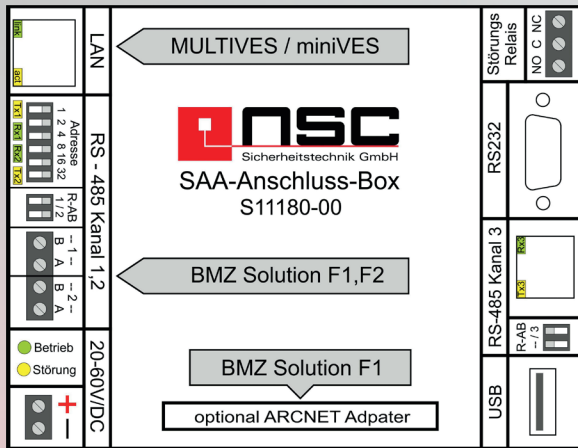 link
act
LAN
MULTIVES / miniVES
Störungs
Relais
NO C NC
Tx1
Rx1
Rx2
Tx2
1 2 4 8 16 32
Adresse
R-AB
1 / 2
B A B A
-- 1 -- -- 2 --
RS - 485 Kanal 1,2
nsc
Sicherheitstechnik GmbH
SAA-Anschluss-Box
S11180-00
RS232
BMZ Solution F1,F2
RS-485 Kanal 3
Rx3
Tx3
R-AB
-- / 3
Betrieb
Störung
20-60V/DC
+
–
BMZ Solution F1
optional ARCNET Adpater
USB